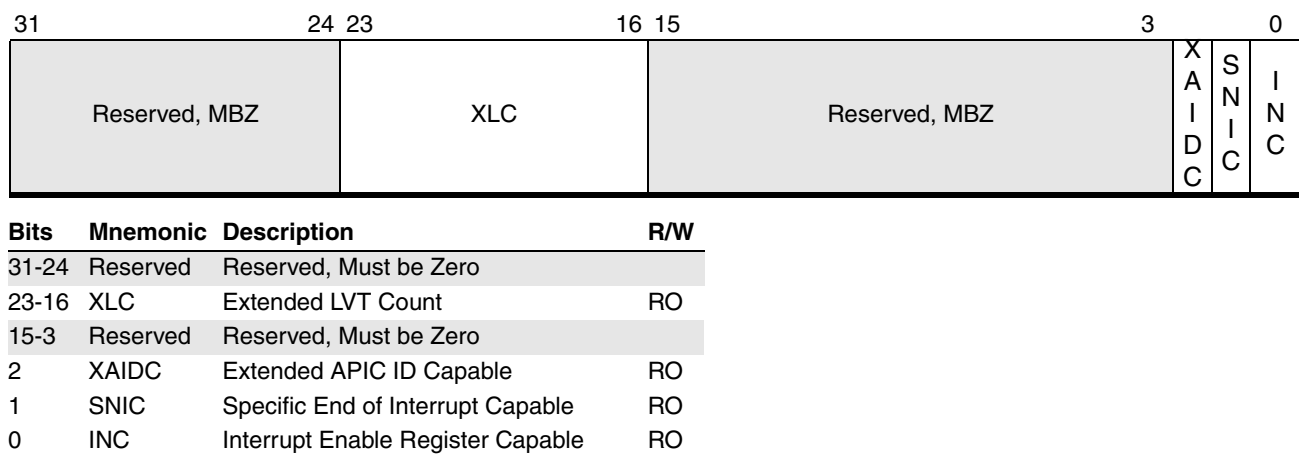 31 24 23 16 15 3 0
Reserved, MBZ XLC Reserved, MBZ XAIDC SNIC INC
Bits Mnemonic Description R/W
31-24 Reserved Reserved, Must be Zero
23-16 XLC Extended LVT Count RO
15-3 Reserved Reserved, Must be Zero
2 XAIDC Extended APIC ID Capable RO
1 SNIC Specific End of Interrupt Capable RO
0 INC Interrupt Enable Register Capable RO